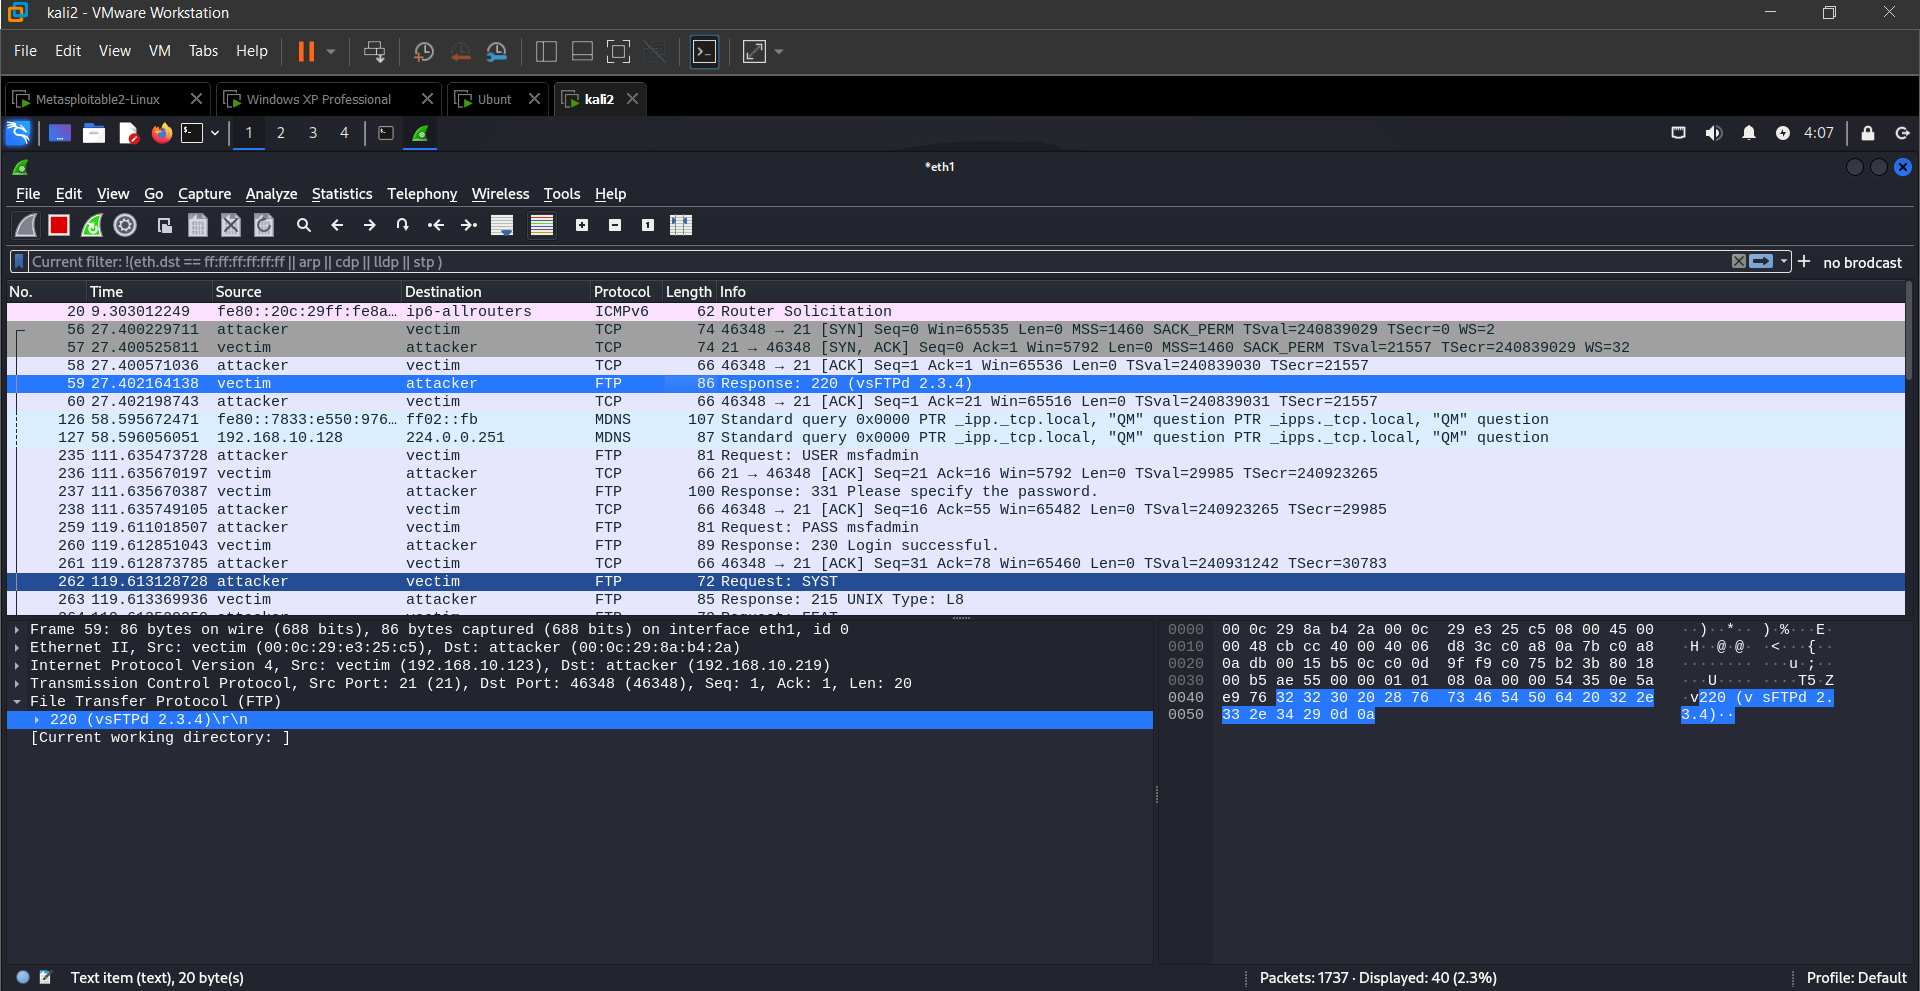 kali2 - VMware Workstation
File Edit View VM Tabs Help
Metasploitable2-Linux Windows XP Professional Ubunt kali2
1 2 3 4 4:07
*eth1
File Edit View Go Capture Analyze Statistics Telephony Wireless Tools Help
Current filter: !(eth.dst == ff:ff:ff:ff:ff:ff || arp || cdp || lldp || stp ) no brodcast
No. Time Source Destination Protocol Length Info
20 9.303012249 fe80::20c:29ff:fe8a… ip6-allrouters ICMPv6 62 Router Solicitation
56 27.400229711 attacker vectim TCP 74 46348 → 21 [SYN] Seq=0 Win=65535 Len=0 MSS=1460 SACK_PERM TSval=240839029 TSecr=0 WS=2
57 27.400525811 vectim attacker TCP 74 21 → 46348 [SYN, ACK] Seq=0 Ack=1 Win=5792 Len=0 MSS=1460 SACK_PERM TSval=21557 TSecr=240839029 WS=32
58 27.400571036 attacker vectim TCP 66 46348 → 21 [ACK] Seq=1 Ack=1 Win=65536 Len=0 TSval=240839030 TSecr=21557
59 27.402164138 vectim attacker FTP 86 Response: 220 (vsFTPd 2.3.4)
60 27.402198743 attacker vectim TCP 66 46348 → 21 [ACK] Seq=1 Ack=21 Win=65516 Len=0 TSval=240839031 TSecr=21557
126 58.595672471 fe80::7833:e550:976… ff02::fb MDNS 107 Standard query 0x0000 PTR _ipp._tcp.local, "QM" question PTR _ipps._tcp.local, "QM" question
127 58.596056051 192.168.10.128 224.0.0.251 MDNS 87 Standard query 0x0000 PTR _ipp._tcp.local, "QM" question PTR _ipps._tcp.local, "QM" question
235 111.635473728 attacker vectim FTP 81 Request: USER msfadmin
236 111.635670197 vectim attacker TCP 66 21 → 46348 [ACK] Seq=21 Ack=16 Win=5792 Len=0 TSval=29985 TSecr=240923265
237 111.635670387 vectim attacker FTP 100 Response: 331 Please specify the password.
238 111.635749105 attacker vectim TCP 66 46348 → 21 [ACK] Seq=16 Ack=55 Win=65482 Len=0 TSval=240923265 TSecr=29985
259 119.611018507 attacker vectim FTP 81 Request: PASS msfadmin
260 119.612851043 vectim attacker FTP 89 Response: 230 Login successful.
261 119.612873785 attacker vectim TCP 66 46348 → 21 [ACK] Seq=31 Ack=78 Win=65460 Len=0 TSval=240931242 TSecr=30783
262 119.613128728 attacker vectim FTP 72 Request: SYST
263 119.613369936 vectim attacker FTP 85 Response: 215 UNIX Type: L8
Frame 59: 86 bytes on wire (688 bits), 86 bytes captured (688 bits) on interface eth1, id 0
Ethernet II, Src: vectim (00:0c:29:e3:25:c5), Dst: attacker (00:0c:29:8a:b4:2a)
Internet Protocol Version 4, Src: vectim (192.168.10.123), Dst: attacker (192.168.10.219)
Transmission Control Protocol, Src Port: 21 (21), Dst Port: 46348 (46348), Seq: 1, Ack: 1, Len: 20
File Transfer Protocol (FTP)
220 (vsFTPd 2.3.4)\r\n
[Current working directory: ]
0000 00 0c 29 8a b4 2a 00 0c 29 e3 25 c5 08 00 45 00 ··)··*·· )·%···E·
0010 00 48 cb cc 40 00 40 06 d8 3c c0 a8 0a 7b c0 a8 ·H··@·@· ·<···{··
0020 0a db 00 15 b5 0c c0 0d 9f f9 c0 75 b2 3b 80 18 ········ ···u·;··
0030 00 b5 ae 55 00 00 01 01 08 0a 00 00 54 35 0e 5a ···U···· ····T5·Z
0040 e9 76 32 32 30 20 28 76 73 46 54 50 64 20 32 2e ·v220 (v sFTPd 2.
0050 33 2e 34 29 0d 0a 3.4)··
Text item (text), 20 byte(s) Packets: 1737 · Displayed: 40 (2.3%) Profile: Default